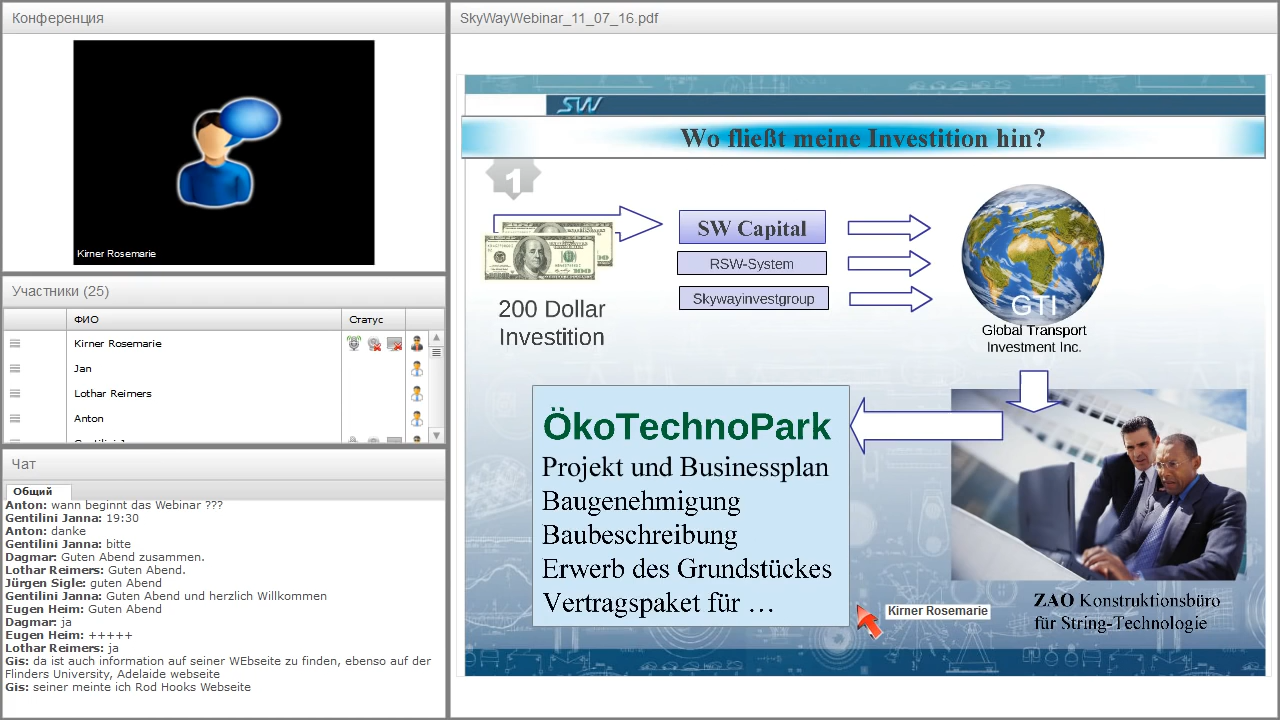 Конференция
Kirner Rosemarie
Участники (25)
ФИО
Статус
Kirner Rosemarie
Jan
Lothar Reimers
Anton
Чат
Общий
Anton: wann beginnt das Webinar ???
Gentilini Janna: 19:30
Anton: danke
Gentilini Janna: bitte
Dagmar: Guten Abend zusammen.
Lothar Reimers: Guten Abend.
Jürgen Sigle: guten Abend
Gentilini Janna: Guten Abend und herzlich Willkommen
Eugen Heim: Guten Abend
Dagmar: ja
Eugen Heim: +++++
Lothar Reimers: ja
Gis: da ist auch information auf seiner WEbseite zu finden, ebenso auf der
Flinders University, Adelaide webseite
Gis: seiner meinte ich Rod Hooks Webseite
SkyWayWebinar_11_07_16.pdf
SW
Wo fließt meine Investition hin?
1
200 Dollar
Investition
SW Capital
RSW-System
Skywayinvestgroup
GTI
Global Transport
Investment Inc.
ÖkoTechnoPark
Projekt und Businessplan
Baugenehmigung
Baubeschreibung
Erwerb des Grundstückes
Vertragspaket für ...
Kirner Rosemarie
ZAO Konstruktionsbüro
für String-Technologie